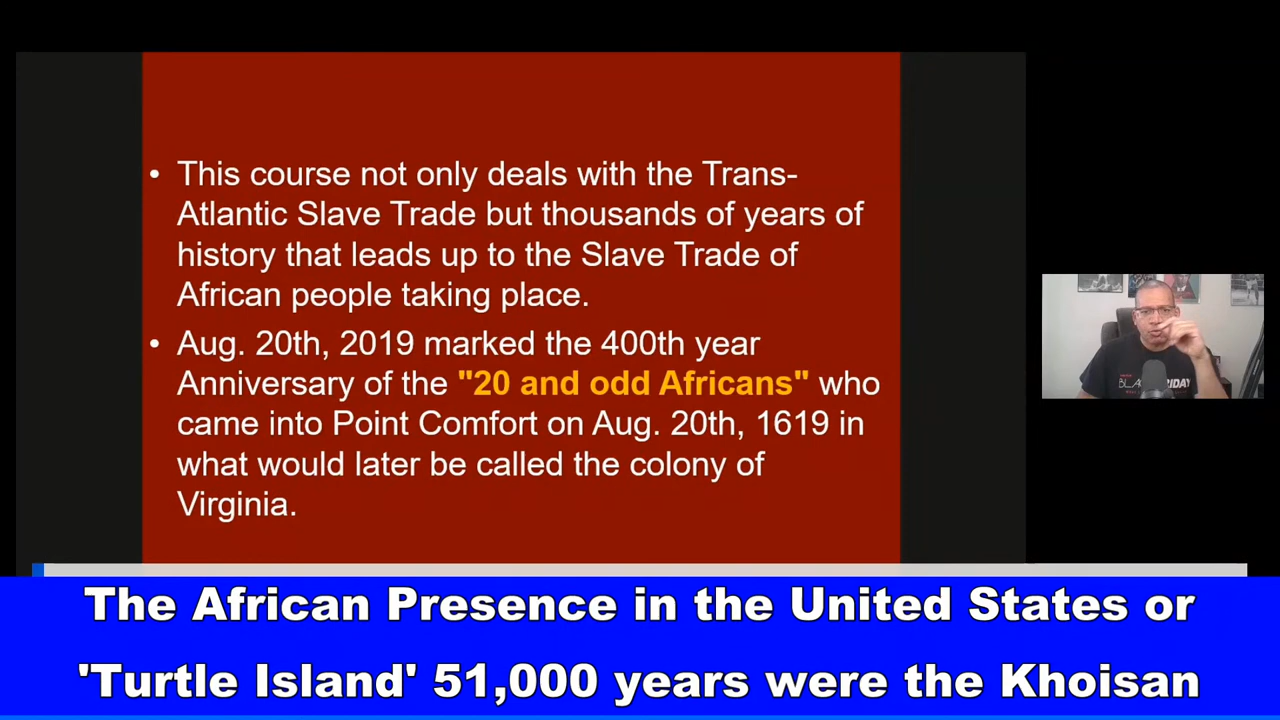 • This course not only deals with the Trans-
Atlantic Slave Trade but thousands of years of
history that leads up to the Slave Trade of
African people taking place.
• Aug. 20th, 2019 marked the 400th year
Anniversary of the "20 and odd Africans" who
came into Point Comfort on Aug. 20th, 1619 in
what would later be called the colony of
Virginia.
The African Presence in the United States or
'Turtle Island' 51,000 years were the Khoisan